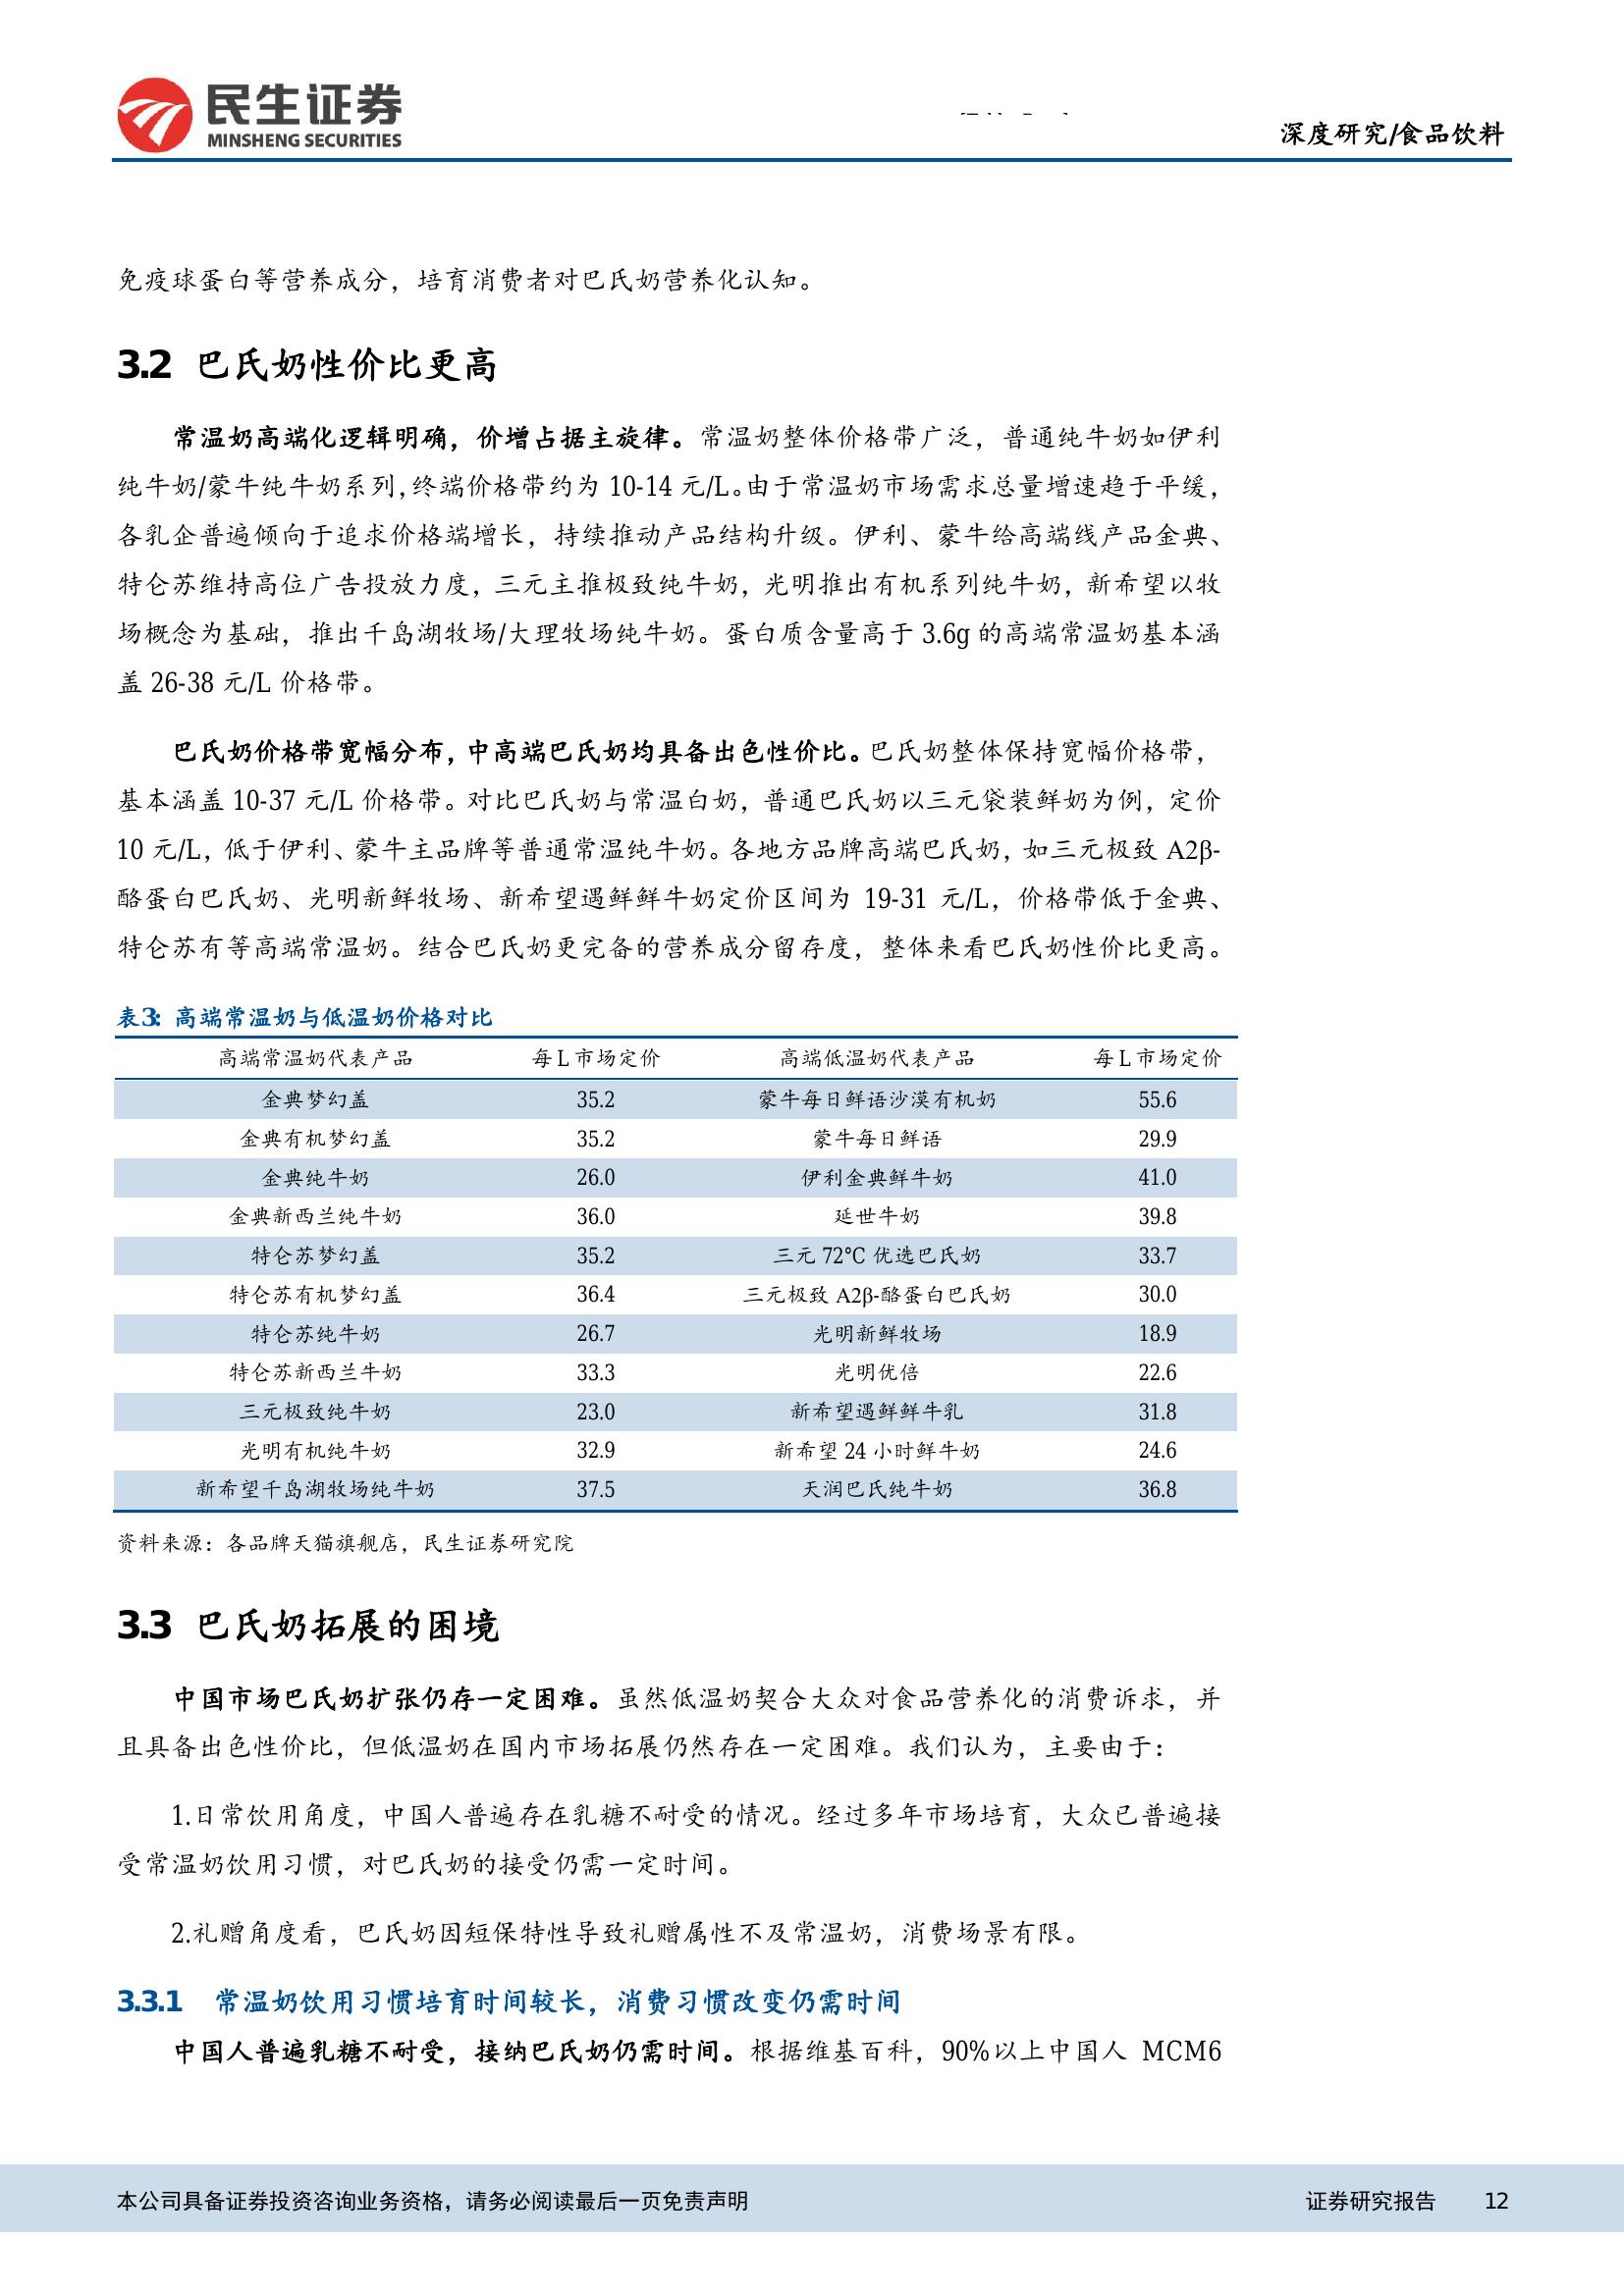 民生证券
MINSHENG SECURITIES
深度研究/食品饮料
免疫球蛋白等营养成分，培育消费者对巴氏奶营养化认知。
3.2 巴氏奶性价比更高
常温奶高端化逻辑明确，价增占据主旋律。常温奶整体价格带广泛，普通纯牛奶如伊利
纯牛奶/蒙牛纯牛奶系列，终端价格带约为 10-14 元/L。由于常温奶市场需求总量增速趋于平缓，
各乳企普遍倾向于追求价格端增长，持续推动产品结构升级。伊利、蒙牛给高端线产品金典、
特仑苏维持高位广告投放力度，三元主推极致纯牛奶，光明推出有机系列纯牛奶，新希望以牧
场概念为基础，推出千岛湖牧场/大理牧场纯牛奶。蛋白质含量高于 3.6g 的高端常温奶基本涵
盖 26-38 元/L 价格带。
巴氏奶价格带宽幅分布，中高端巴氏奶均具备出色性价比。巴氏奶整体保持宽幅价格带，
基本涵盖 10-37 元/L 价格带。对比巴氏奶与常温白奶，普通巴氏奶以三元袋装鲜奶为例，定价
10 元/L，低于伊利、蒙牛主品牌等普通常温纯牛奶。各地方品牌高端巴氏奶，如三元极致 A2β-
酪蛋白巴氏奶、光明新鲜牧场、新希望遇鲜鲜牛奶定价区间为 19-31 元/L，价格带低于金典、
特仑苏有等高端常温奶。结合巴氏奶更完备的营养成分留存度，整体来看巴氏奶性价比更高。
表3：高端常温奶与低温奶价格对比
高端常温奶代表产品 每 L 市场定价 高端低温奶代表产品 每 L 市场定价
金典梦幻盖 35.2 蒙牛每日鲜语沙漠有机奶 55.6
金典有机梦幻盖 35.2 蒙牛每日鲜语 29.9
金典纯牛奶 26.0 伊利金典鲜牛奶 41.0
金典新西兰纯牛奶 36.0 延世牛奶 39.8
特仑苏梦幻盖 35.2 三元 72°C 优选巴氏奶 33.7
特仑苏有机梦幻盖 36.4 三元极致 A2β-酪蛋白巴氏奶 30.0
特仑苏纯牛奶 26.7 光明新鲜牧场 18.9
特仑苏新西兰牛奶 33.3 光明优倍 22.6
三元极致纯牛奶 23.0 新希望遇鲜鲜牛乳 31.8
光明有机纯牛奶 32.9 新希望 24 小时鲜牛奶 24.6
新希望千岛湖牧场纯牛奶 37.5 天润巴氏纯牛奶 36.8
资料来源：各品牌天猫旗舰店，民生证券研究院
3.3 巴氏奶拓展的困境
中国市场巴氏奶扩张仍存一定困难。虽然低温奶契合大众对食品营养化的消费诉求，并
且具备出色性价比，但低温奶在国内市场拓展仍然存在一定困难。我们认为，主要由于：
1.日常饮用角度，中国人普遍存在乳糖不耐受的情况。经过多年市场培育，大众已普遍接
受常温奶饮用习惯，对巴氏奶的接受仍需一定时间。
2.礼赠角度看，巴氏奶因短保特性导致礼赠属性不及常温奶，消费场景有限。
3.3.1 常温奶饮用习惯培育时间较长，消费习惯改变仍需时间
中国人普遍乳糖不耐受，接纳巴氏奶仍需时间。根据维基百科，90%以上中国人 MCM6
本公司具备证券投资咨询业务资格，请务必阅读最后一页免责声明 证券研究报告 12